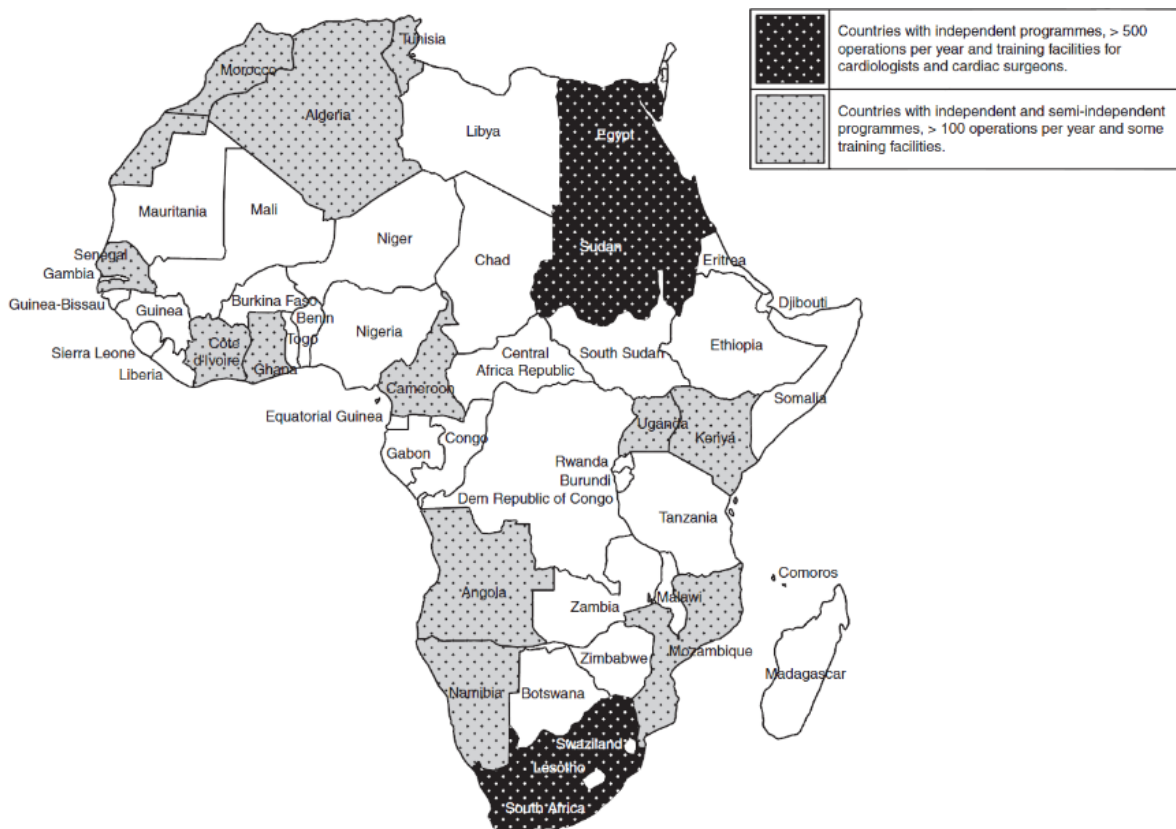 Countries with independent programmes, > 500
operations per year and training facilities for
cardiologists and cardiac surgeons.
Countries with independent and semi-independent
programmes, > 100 operations per year and some
training facilities.
Tunisia
Morocco
Algeria
Libya
Egypt
Mauritania
Mali
Niger
Chad
Sudan
Eritrea
Senegal
Gambia
Guinea-Bissau
Guinea
Burkina Faso
Benin
Togo
Nigeria
Djibouti
Sierra Leone
Liberia
Côte
d'Ivoire
Ghana
Cameroon
Central
Africa Republic
South Sudan
Ethiopia
Somalia
Equatorial Guinea
Gabon
Congo
Uganda
Kenya
Rwanda
Burundi
Dem Republic of Congo
Tanzania
Comoros
Angola
Zambia
Malawi
Mozambique
Zimbabwe
Madagascar
Namibia
Botswana
Swaziland
Lesotho
South Africa